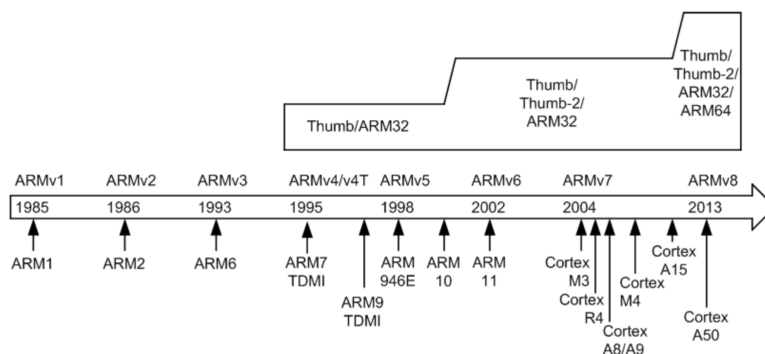 Thumb/
Thumb-2/
ARM32/
ARM64
Thumb/
Thumb-2/
ARM32
Thumb/ARM32
ARMv1 ARMv2 ARMv3 ARMv4/v4T ARMv5 ARMv6 ARMv7 ARMv8
1985 1986 1993 1995 1998 2002 2004 2013
ARM1
ARM2
ARM6
ARM7
TDMI
ARM9
TDMI
ARM
946E
ARM
10
ARM
11
Cortex
M3
Cortex
R4
Cortex
A8/A9
Cortex
M4
Cortex
A15
Cortex
A50